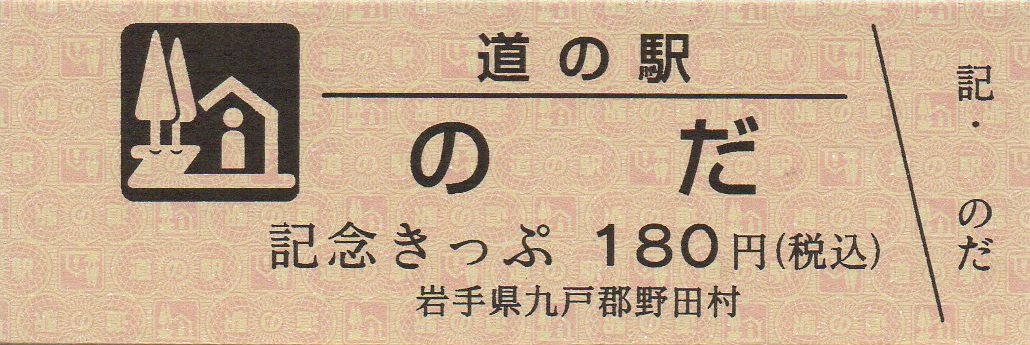 道の駅
のだ
記念きっぷ 180円(税込)
岩手県九戸郡野田村
記・のだ